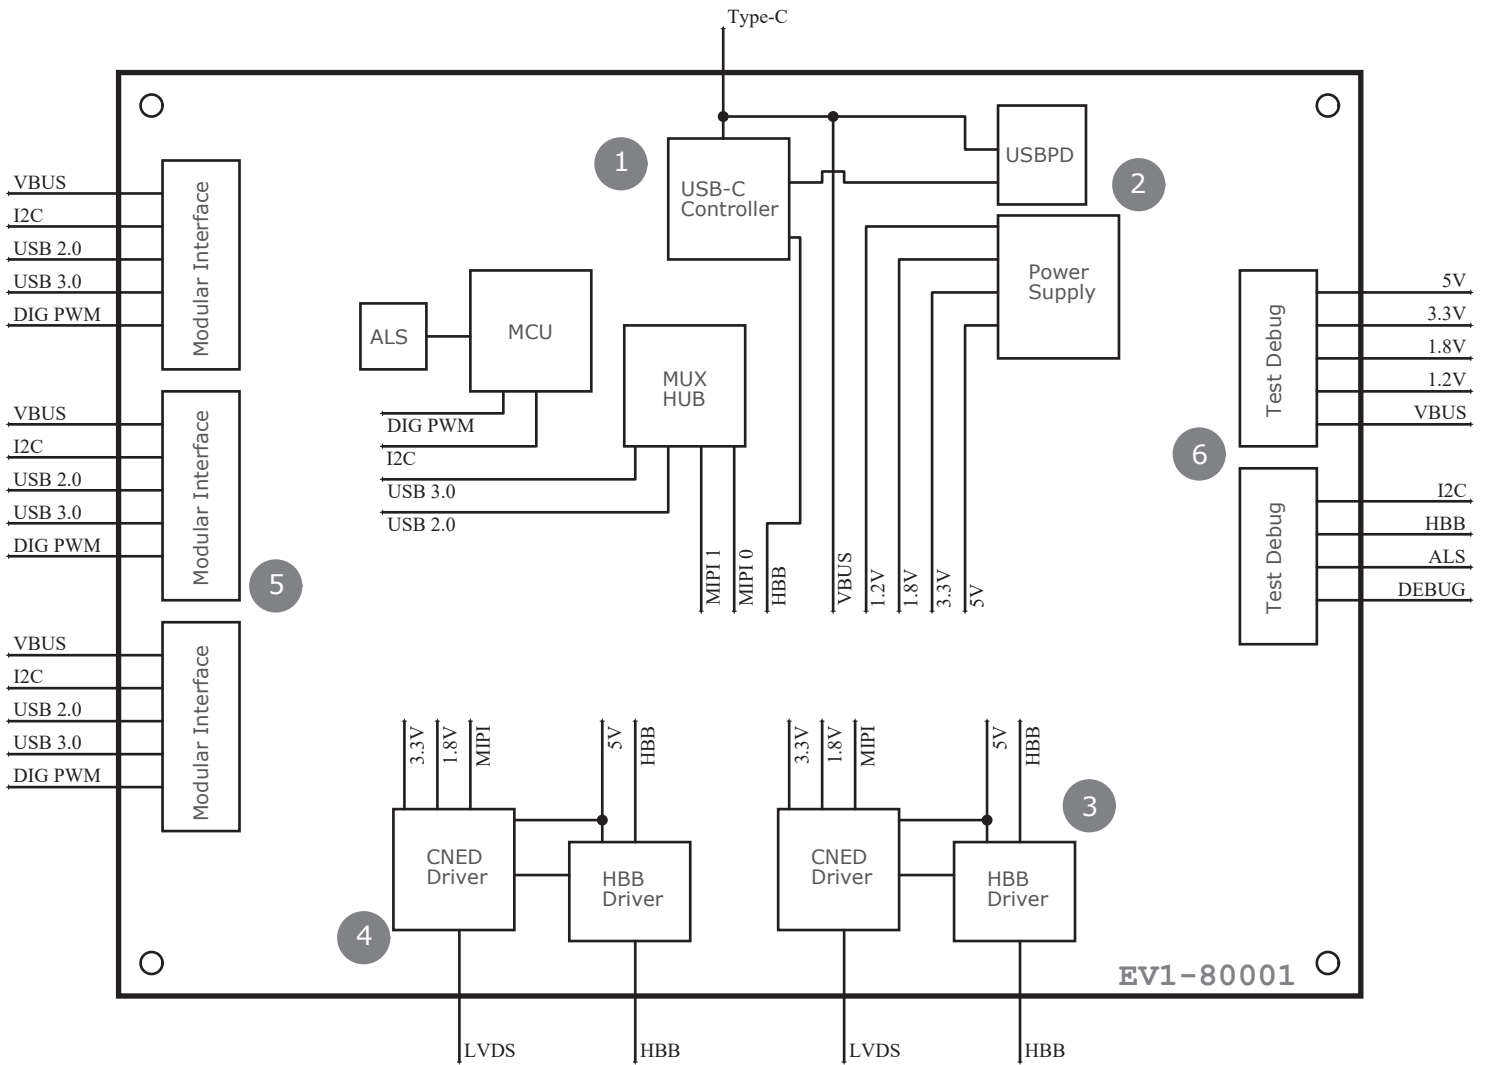 Type-C
1
USB-C
Controller
USBPD
2
Power
Supply
VBUS
I2C
USB 2.0
USB 3.0
DIG PWM
Modular Interface
VBUS
I2C
USB 2.0
USB 3.0
DIG PWM
Modular Interface
5
VBUS
I2C
USB 2.0
USB 3.0
DIG PWM
Modular Interface
ALS
MCU
MUX
HUB
DIG PWM
I2C
USB 3.0
USB 2.0
MIPI 1
MIPI 0
HBB
VBUS
1.2V
1.8V
3.3V
5V
Test Debug
5V
3.3V
1.8V
1.2V
VBUS
6
Test Debug
I2C
HBB
ALS
DEBUG
3.3V
1.8V
MIPI
5V
HBB
CNED
Driver
HBB
Driver
4
LVDS
HBB
3.3V
1.8V
MIPI
5V
HBB
3
CNED
Driver
HBB
Driver
LVDS
HBB
EV1-80001